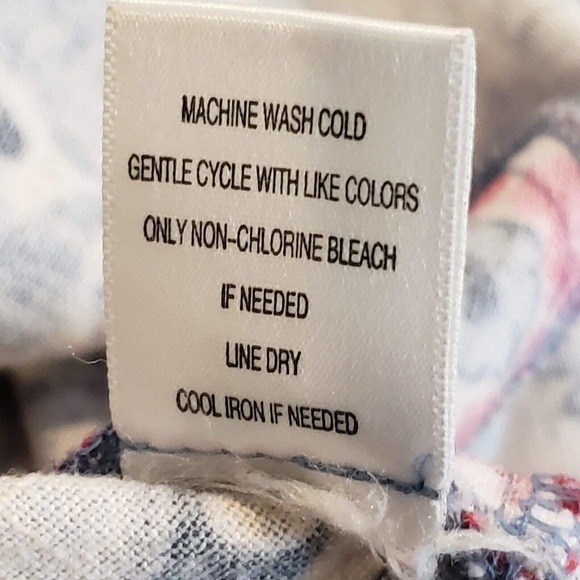 MACHINE WASH COLD
GENTLE CYCLE WITH LIKE COLORS
ONLY NON-CHLORINE BLEACH
IF NEEDED
LINE DRY
COOL IRON IF NEEDED